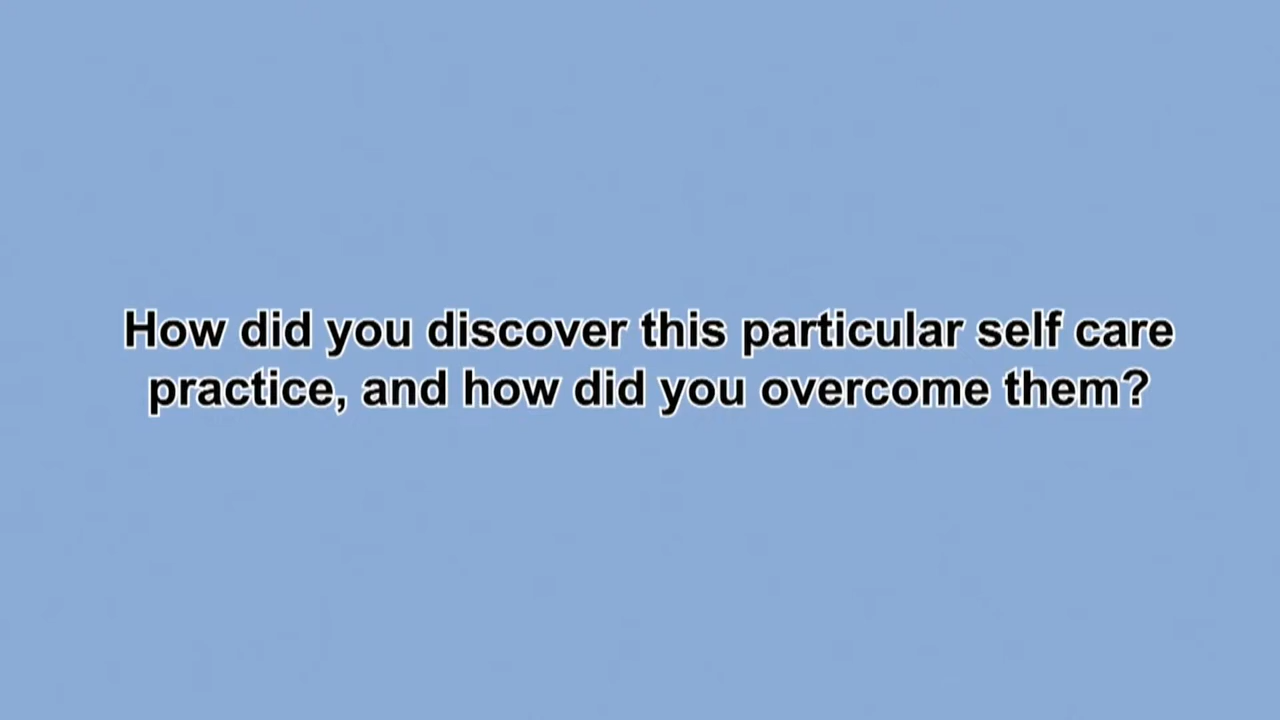 How did you discover this particular self care
practice, and how did you overcome them?